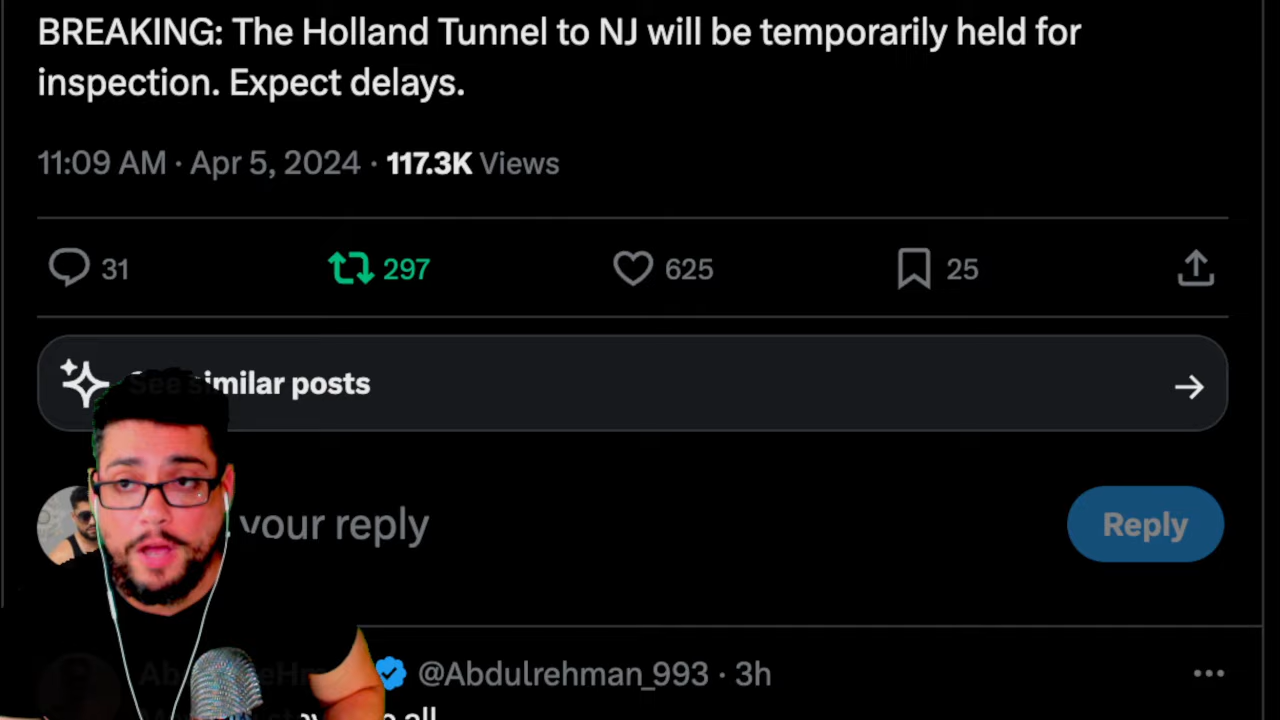 BREAKING: The Holland Tunnel to NJ will be temporarily held for
inspection. Expect delays.
11:09 AM · Apr 5, 2024 · 117.3K Views
31 297 625 25
See similar posts
your reply
Reply
@Abdulrehman_993 · 3h
all